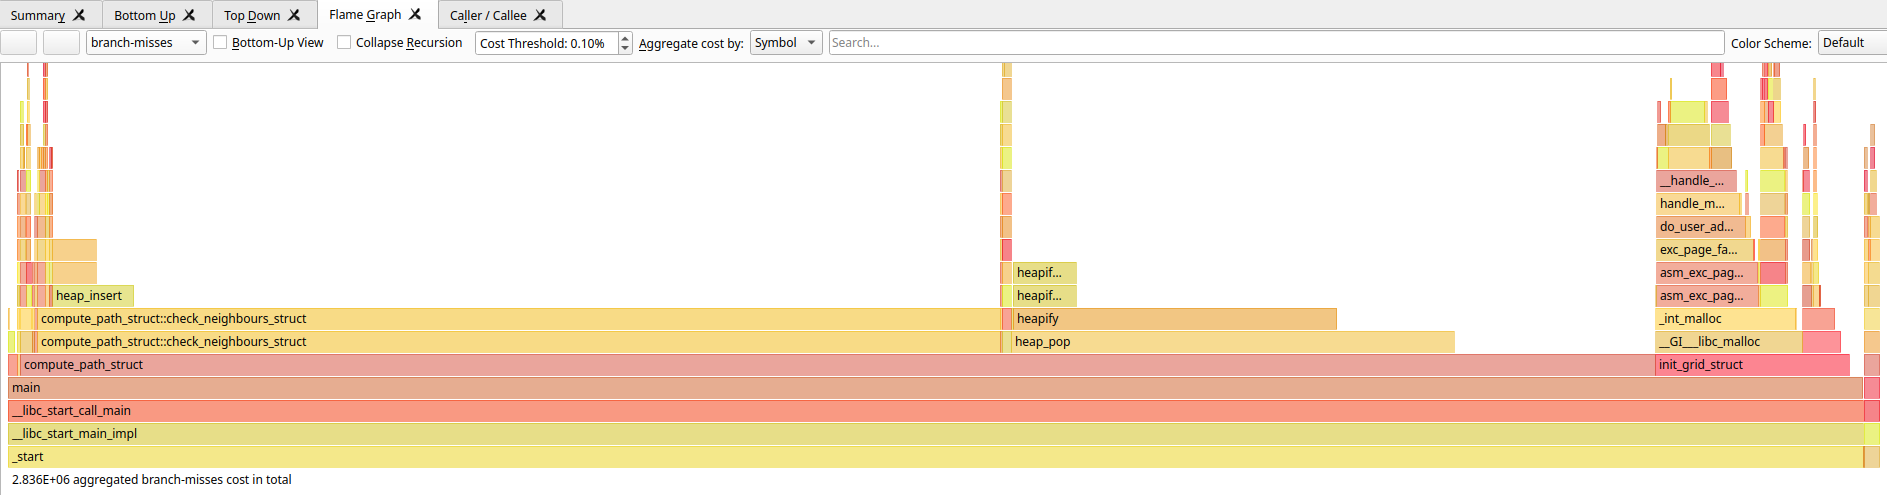 Summary Bottom Up Top Down Flame Graph Caller / Callee
branch-misses Bottom-Up View Collapse Recursion Cost Threshold: 0.10% Aggregate cost by: Symbol Search... Color Scheme: Default
__handle_...
handle_m...
do_user_ad...
exc_page_fa...
heapif... asm_exc_pag...
heap_insert heapif... asm_exc_pag...
compute_path_struct::check_neighbours_struct heapify _int_malloc
compute_path_struct::check_neighbours_struct heap_pop __GI___libc_malloc
compute_path_struct init_grid_struct
main
__libc_start_call_main
__libc_start_main_impl
_start
2.836E+06 aggregated branch-misses cost in total